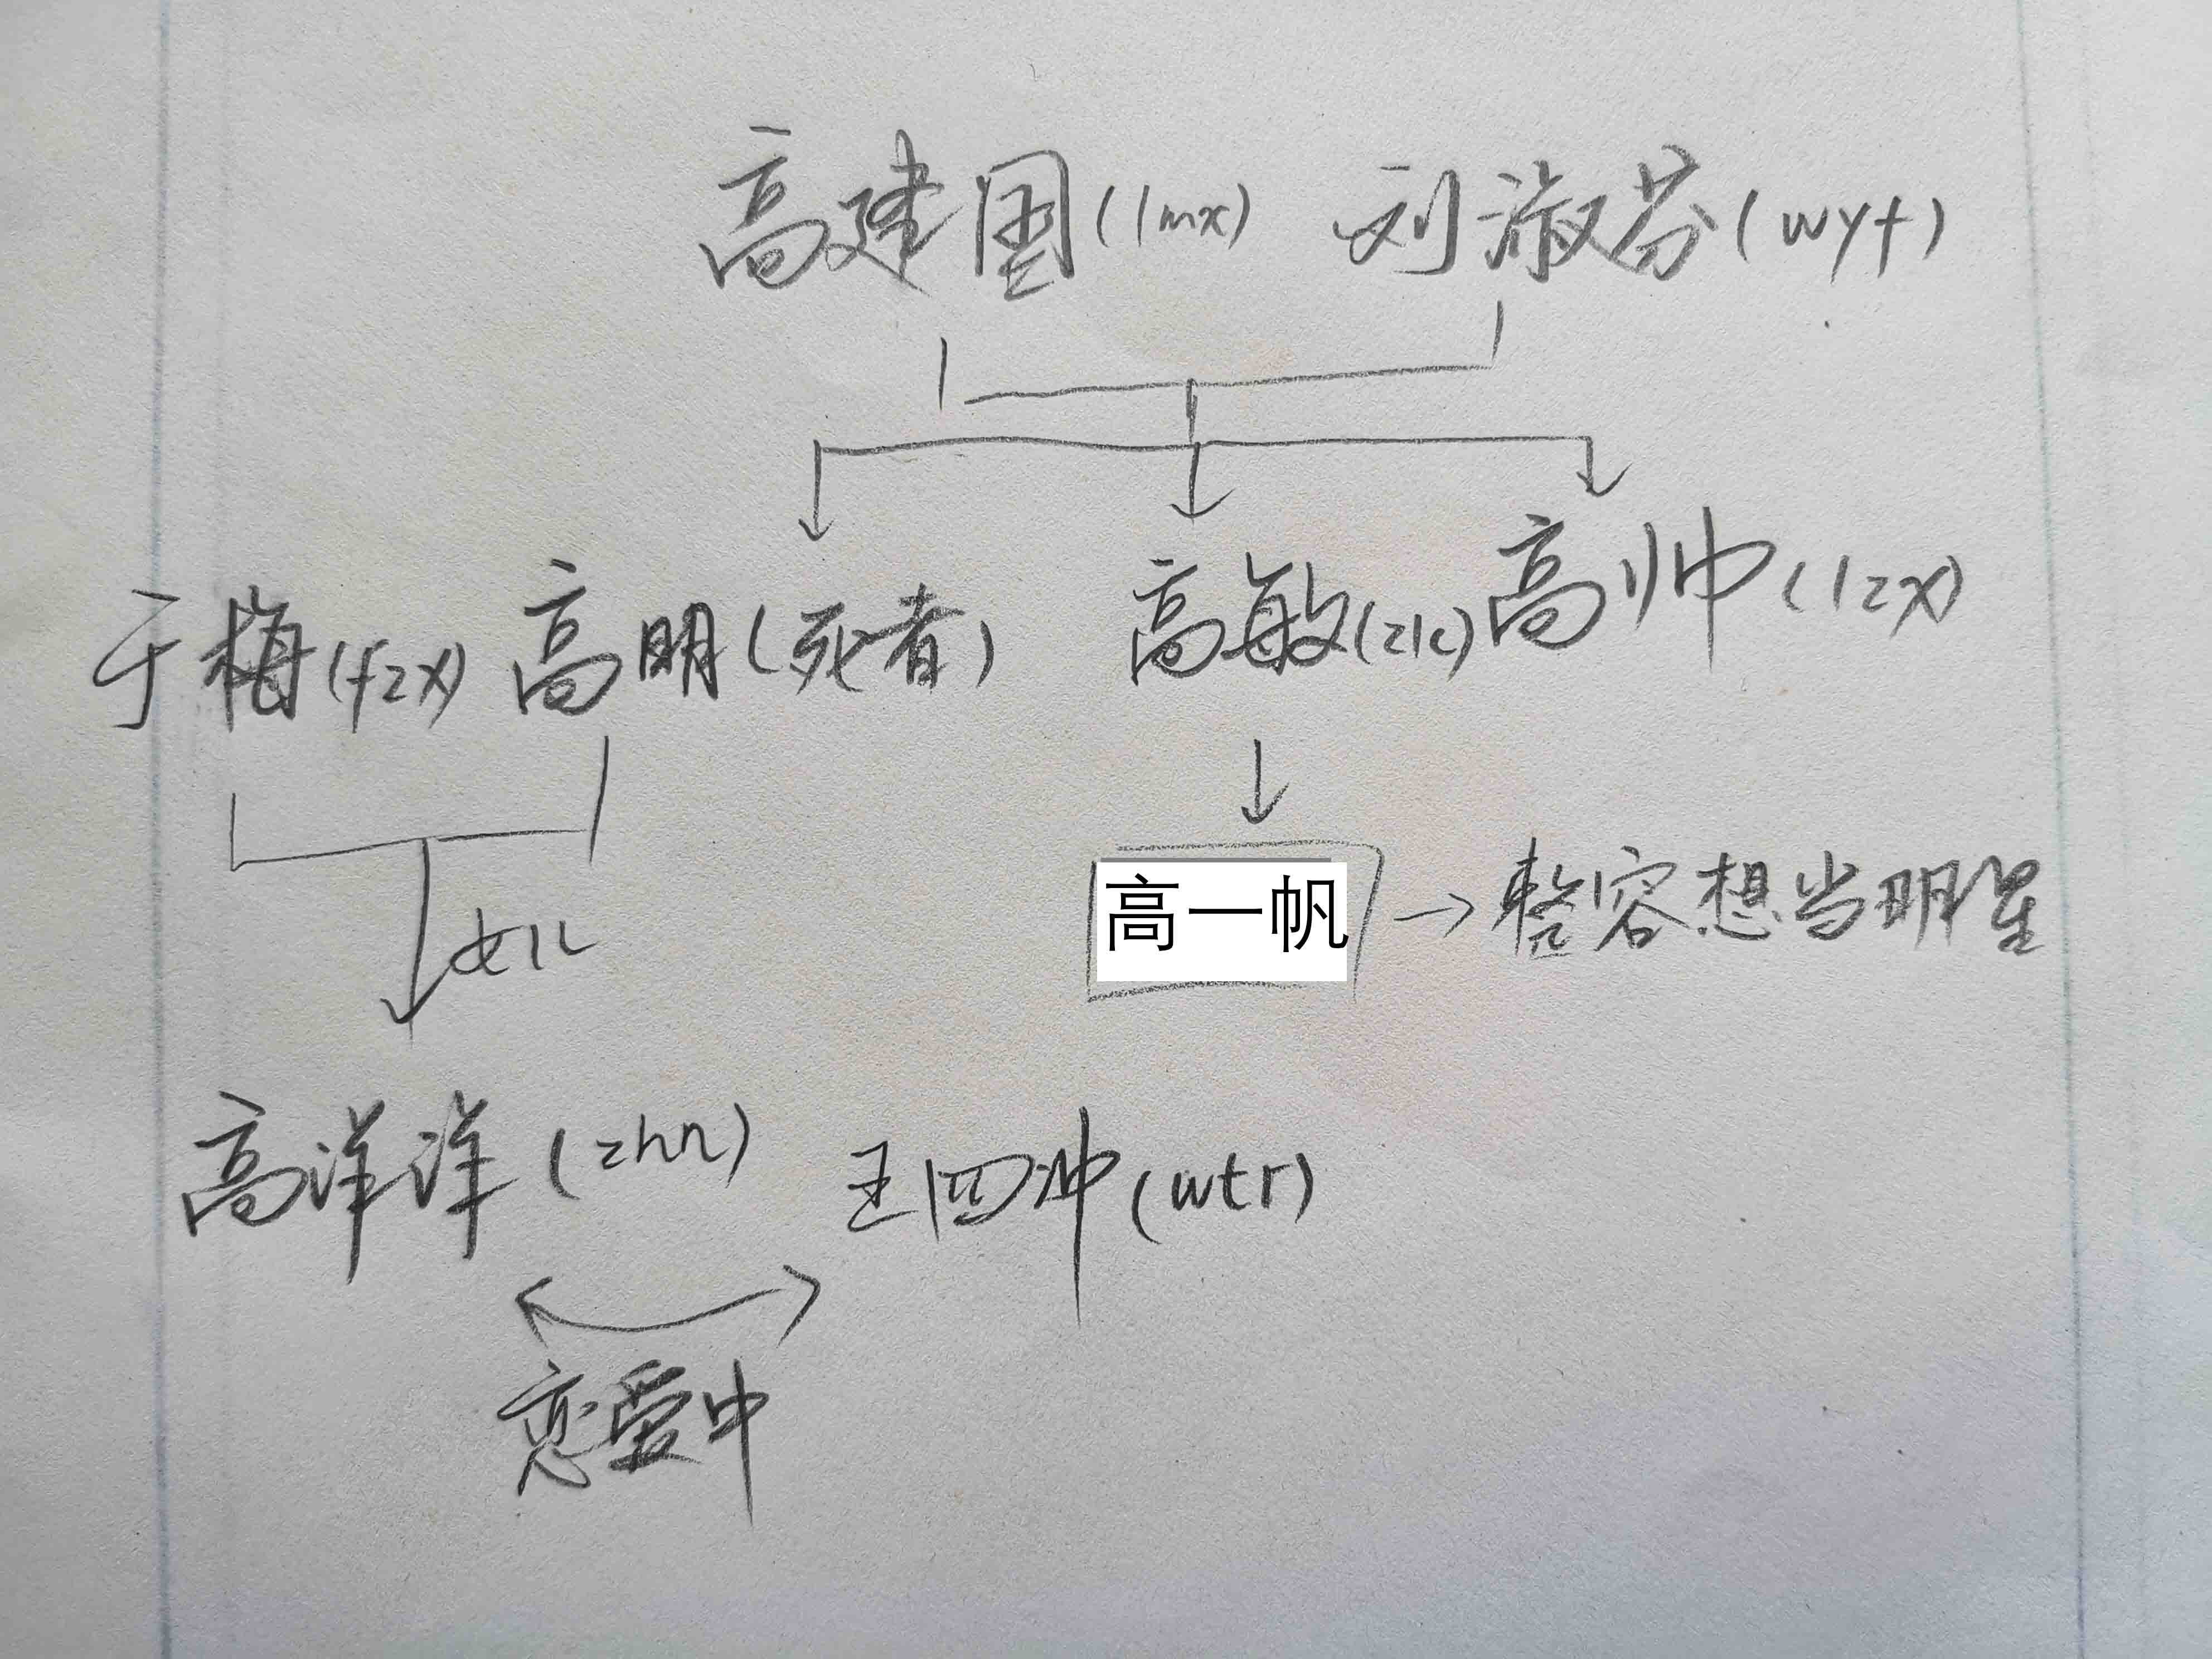 高建国(lmx) 刘淑芬(wyt)
于梅(fzx) 高明(死者) 高敏(zlc) 高帅(lzx)
女儿
高一帆 → 整容想当明星
高洋洋(zhn) 王四冲(wtr)
恋爱中